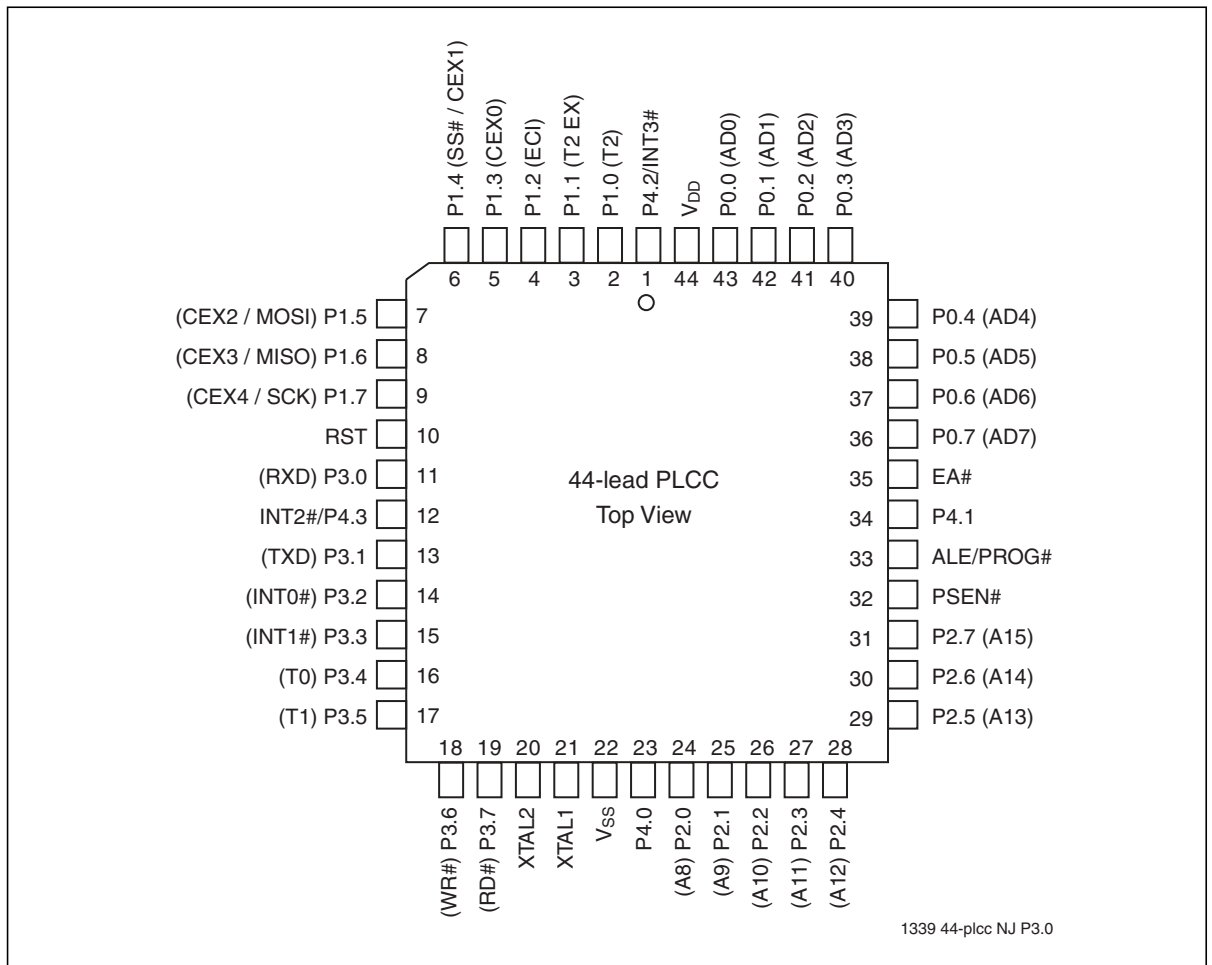 P1.4 (SS# / CEX1)
P1.3 (CEX0)
P1.2 (ECI)
P1.1 (T2 EX)
P1.0 (T2)
P4.2/INT3#
VDD
P0.0 (AD0)
P0.1 (AD1)
P0.2 (AD2)
P0.3 (AD3)
6 5 4 3 2 1 44 43 42 41 40
(CEX2 / MOSI) P1.5 7
(CEX3 / MISO) P1.6 8
(CEX4 / SCK) P1.7 9
RST 10
(RXD) P3.0 11
INT2#/P4.3 12
(TXD) P3.1 13
(INT0#) P3.2 14
(INT1#) P3.3 15
(T0) P3.4 16
(T1) P3.5 17
44-lead PLCC
Top View
39 P0.4 (AD4)
38 P0.5 (AD5)
37 P0.6 (AD6)
36 P0.7 (AD7)
35 EA#
34 P4.1
33 ALE/PROG#
32 PSEN#
31 P2.7 (A15)
30 P2.6 (A14)
29 P2.5 (A13)
18 19 20 21 22 23 24 25 26 27 28
(WR#) P3.6
(RD#) P3.7
XTAL2
XTAL1
VSS
P4.0
(A8) P2.0
(A9) P2.1
(A10) P2.2
(A11) P2.3
(A12) P2.4
1339 44-plcc NJ P3.0